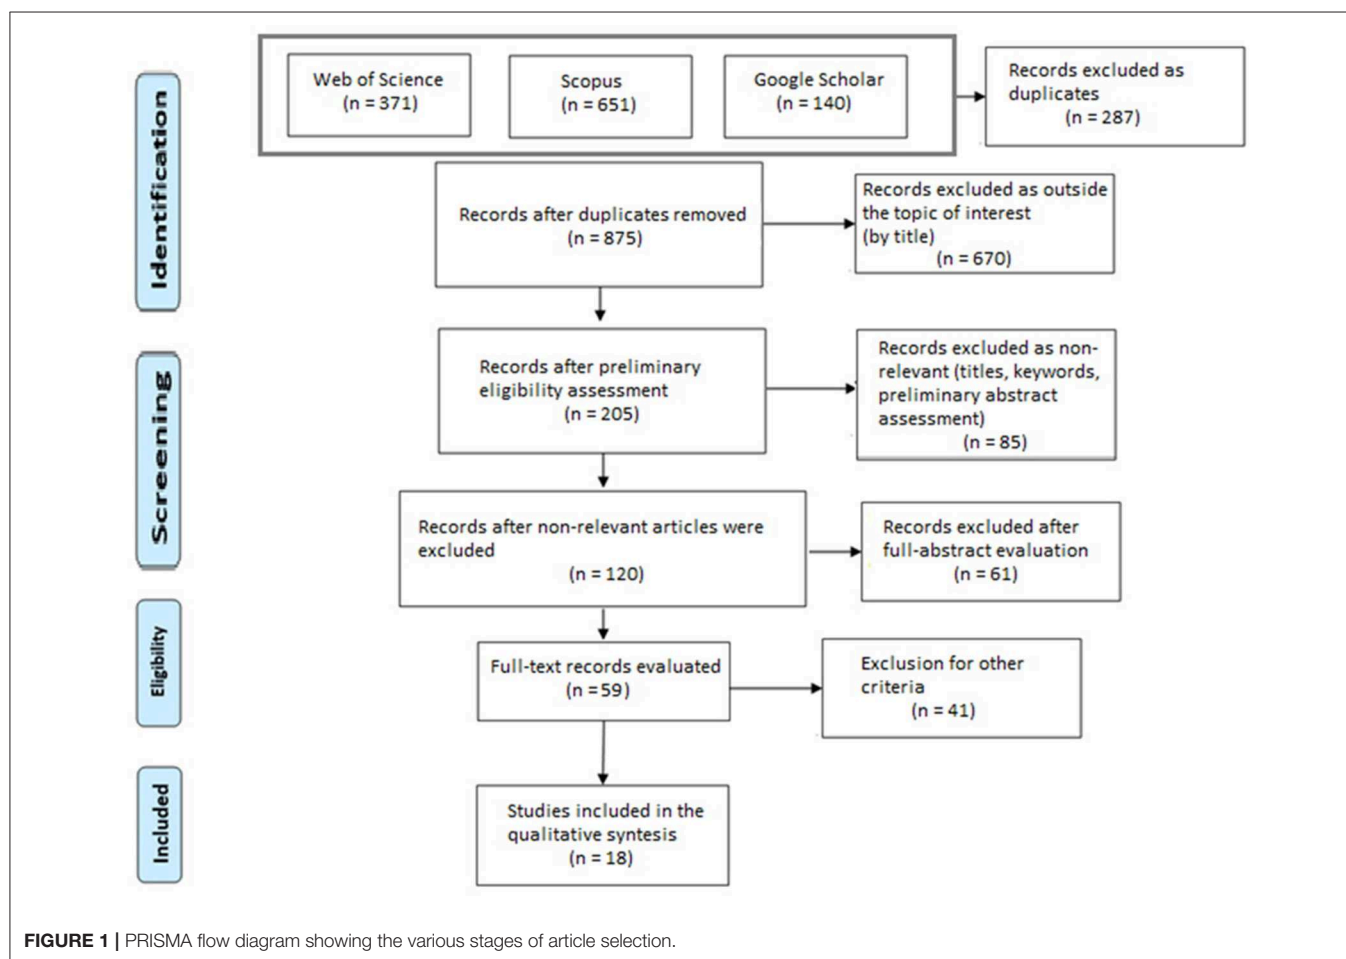 Identification
Web of Science
(n = 371)
Scopus
(n = 651)
Google Scholar
(n = 140)
Records excluded as
duplicates
(n = 287)
Records after duplicates removed
(n = 875)
Records excluded as outside
the topic of interest
(by title)
(n = 670)
Screening
Records after preliminary
eligibility assessment
(n = 205)
Records excluded as non-
relevant (titles, keywords,
preliminary abstract
assessment)
(n = 85)
Records after non-relevant articles were
excluded
(n = 120)
Records excluded after
full-abstract evaluation
(n = 61)
Eligibility
Full-text records evaluated
(n = 59)
Exclusion for other
criteria
(n = 41)
Included
Studies included in the
qualitative syntesis
(n = 18)
FIGURE 1 | PRISMA flow diagram showing the various stages of article selection.